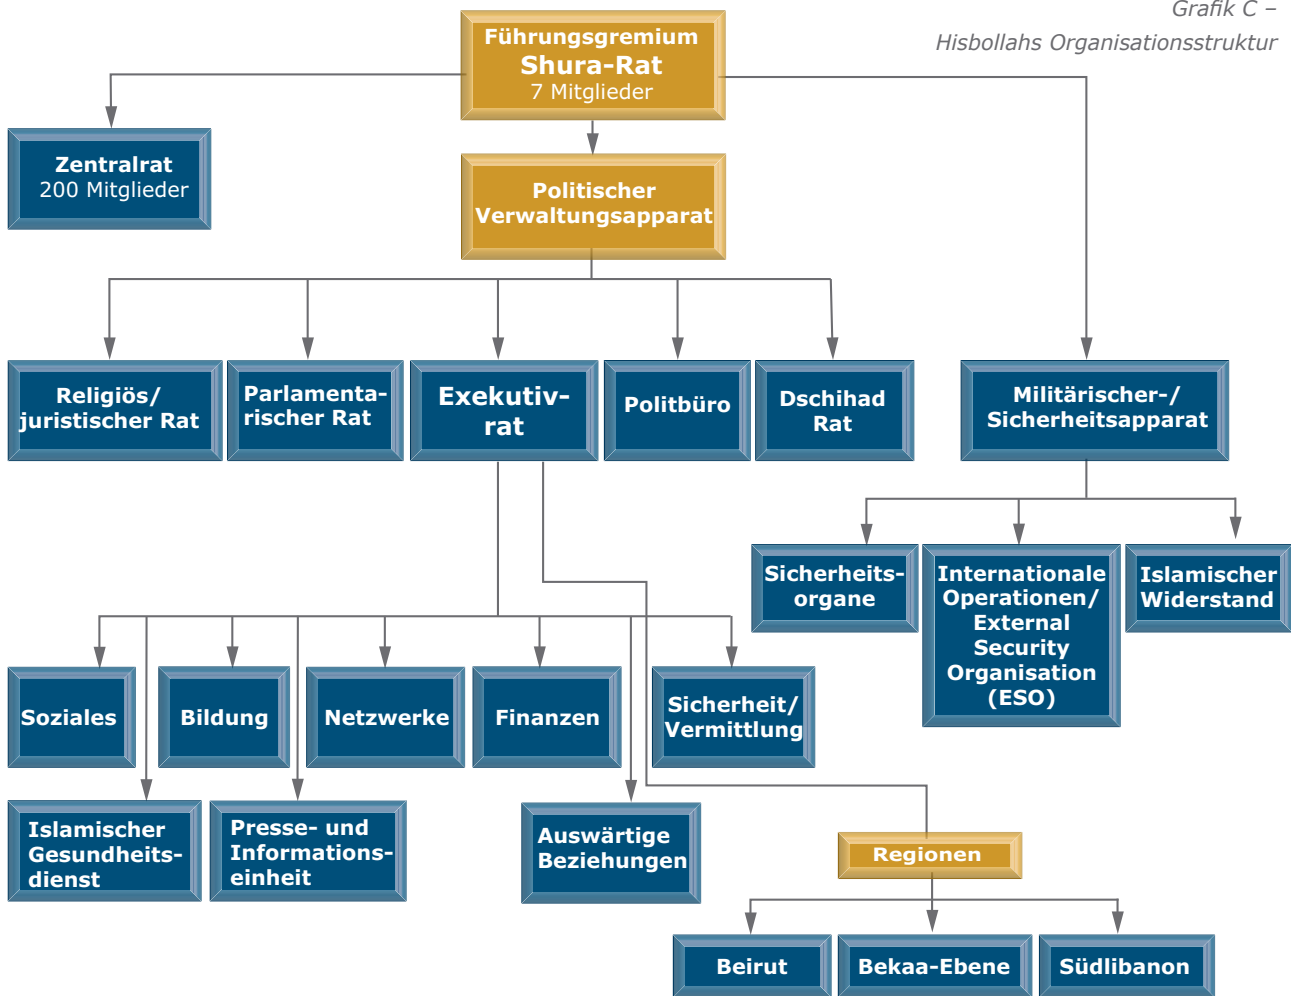 Grafik C –
Hisbollahs Organisationsstruktur
Führungsgremium
Shura-Rat
7 Mitglieder
Zentralrat
200 Mitglieder
Politischer
Verwaltungsapparat
Religiös/
juristischer Rat
Parlamenta-
rischer Rat
Exekutiv-
rat
Politbüro
Dschihad
Rat
Militärischer-/
Sicherheitsapparat
Sicherheits-
organe
Internationale
Operationen/
External
Security
Organisation
(ESO)
Islamischer
Widerstand
Soziales
Bildung
Netzwerke
Finanzen
Sicherheit/
Vermittlung
Islamischer
Gesundheits-
dienst
Presse- und
Informations-
einheit
Auswärtige
Beziehungen
Regionen
Beirut
Bekaa-Ebene
Südlibanon